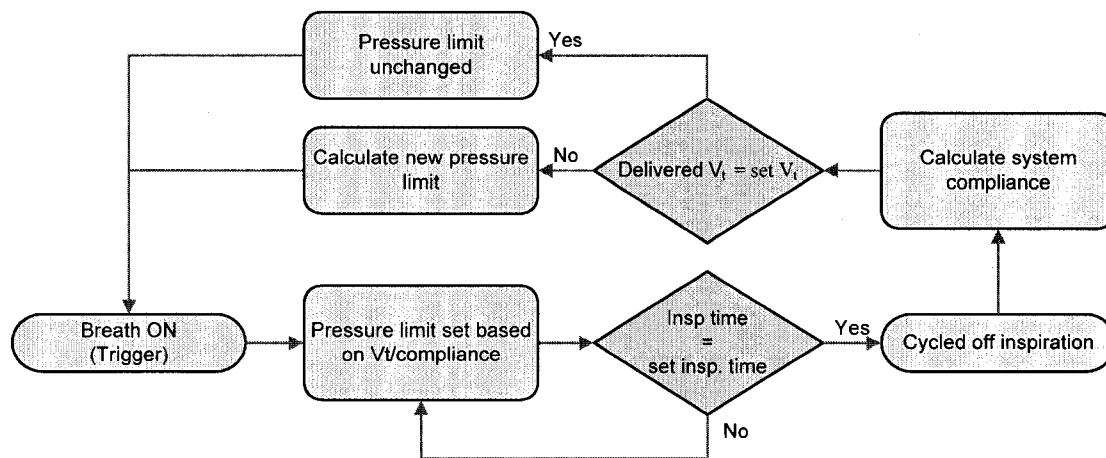 Pressure limit
unchanged
Yes
Calculate new pressure
limit
No
Delivered Vₜ = set Vₜ
Calculate system
compliance
Breath ON
(Trigger)
Pressure limit set based
on Vt/compliance
Insp time
=
set insp. time
Yes
Cycled off inspiration
No